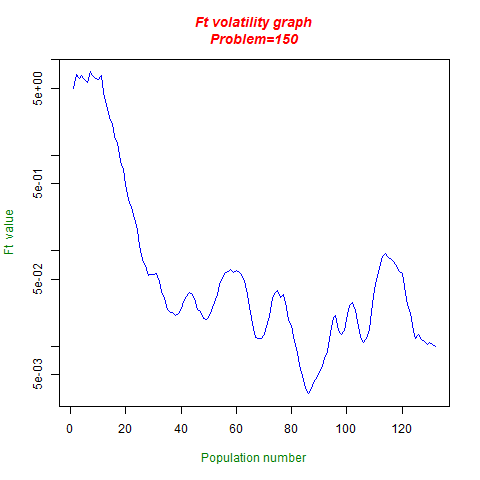 Ft volatility graph
Problem=150
5e+00
5e-01
5e-02
5e-03
Ft value
0 20 40 60 80 100 120
Population number